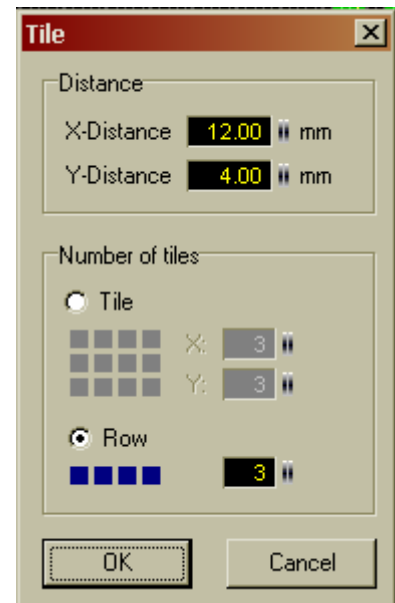 Tile
Distance
X-Distance 12.00 mm
Y-Distance 4.00 mm
Number of tiles
Tile
X: 3
Y: 3
Row
3
OK Cancel